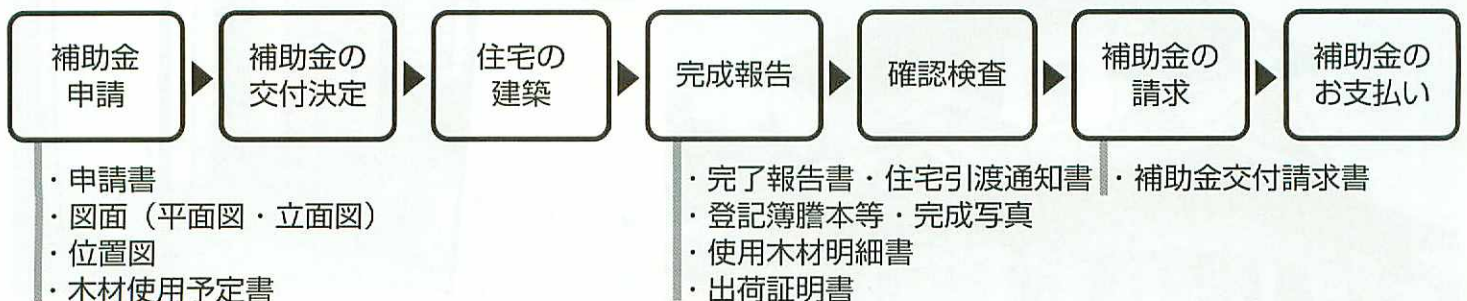 補助金
申請
補助金の
交付決定
住宅の
建築
完成報告
確認検査
補助金の
請求
補助金の
お支払い
・申請書
・図面（平面図・立面図）
・位置図
・木材使用予定書
・完了報告書・住宅引渡通知書
・登記簿謄本等・完成写真
・使用木材明細書
・出荷証明書
・補助金交付請求書